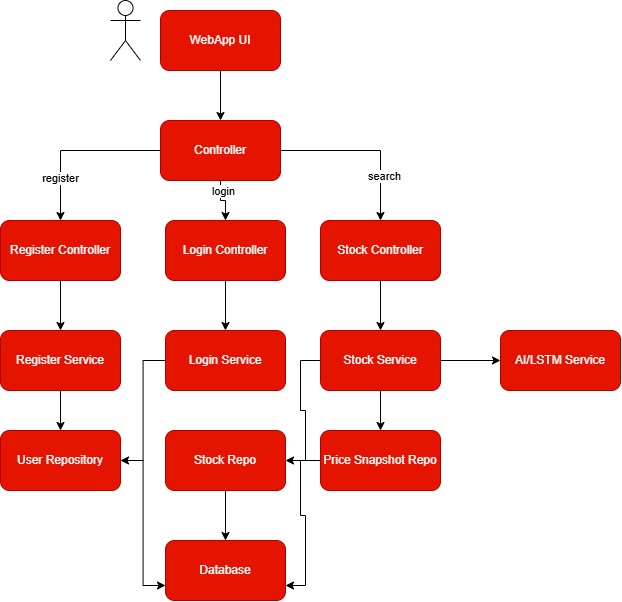 WebApp UI
Controller
register
login
search
Register Controller
Login Controller
Stock Controller
Register Service
Login Service
Stock Service
AI/LSTM Service
User Repository
Stock Repo
Price Snapshot Repo
Database